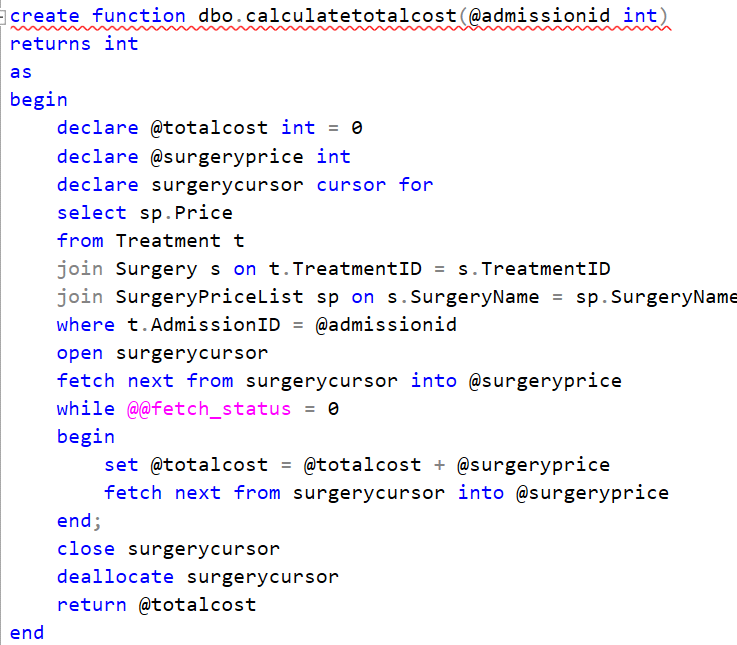 create function dbo.calculatetotalcost(@admissionid int)
returns int
as
begin
    declare @totalcost int = 0
    declare @surgeryprice int
    declare surgerycursor cursor for
    select sp.Price
    from Treatment t
    join Surgery s on t.TreatmentID = s.TreatmentID
    join SurgeryPriceList sp on s.SurgeryName = sp.SurgeryName
    where t.AdmissionID = @admissionid
    open surgerycursor
    fetch next from surgerycursor into @surgeryprice
    while @@fetch_status = 0
    begin
        set @totalcost = @totalcost + @surgeryprice
        fetch next from surgerycursor into @surgeryprice
    end;
    close surgerycursor
    deallocate surgerycursor
    return @totalcost
end